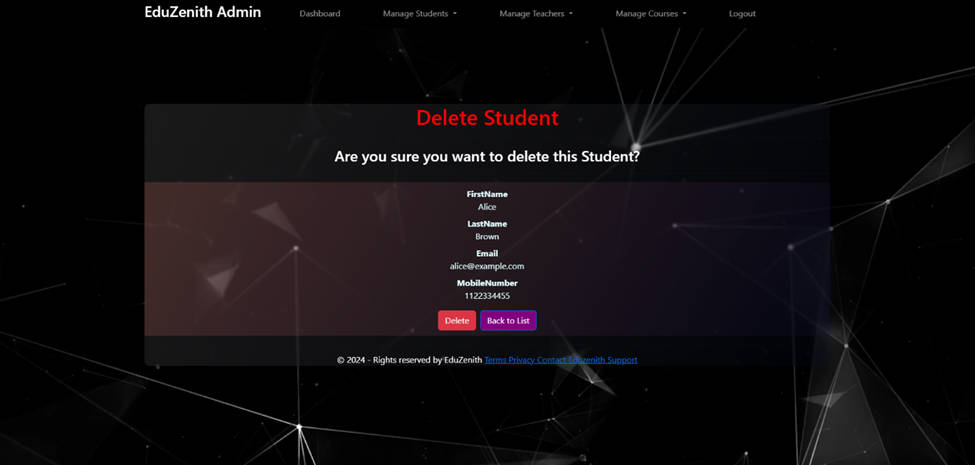 EduZenith Admin Dashboard Manage Students Manage Teachers Manage Courses Logout
Delete Student
Are you sure you want to delete this Student?
FirstName
Alice
LastName
Brown
Email
alice@example.com
MobileNumber
1122334455
Delete Back to List
© 2024 - Rights reserved by EduZenith Terms Privacy Contact Eduzenith Support